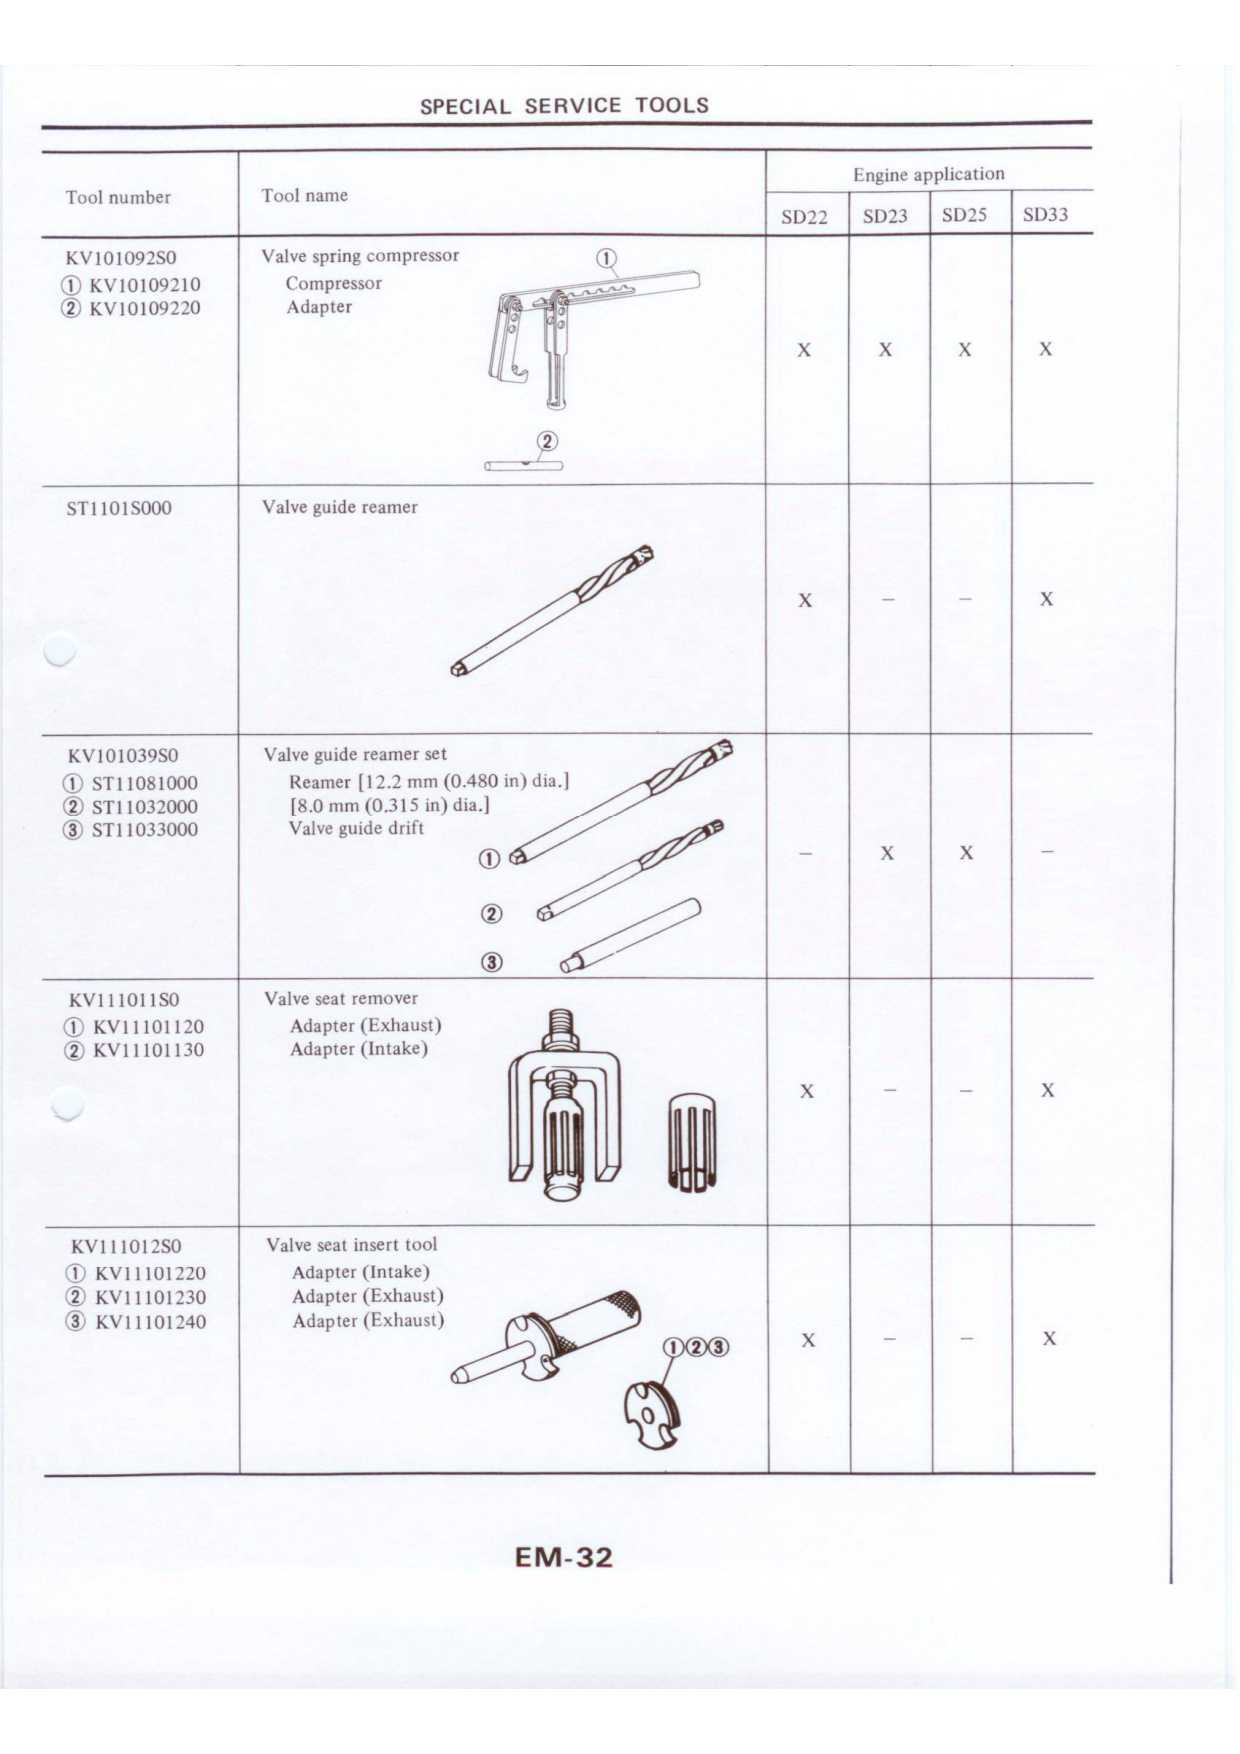 SPECIAL SERVICE TOOLS
Tool number
Tool name
Engine application
SD22
SD23
SD25
SD33
KV101092S0
Valve spring compressor
① KV10109210
Compressor
② KV10109220
Adapter
①
②
X X X X
ST1101S000
Valve guide reamer
X – – X
KV101039S0
Valve guide reamer set
① ST11081000
Reamer [12.2 mm (0.480 in) dia.]
② ST11032000
[8.0 mm (0.315 in) dia.]
③ ST11033000
Valve guide drift
①
②
③
– X X –
KV111011S0
Valve seat remover
① KV11101120
Adapter (Exhaust)
② KV11101130
Adapter (Intake)
X – – X
KV111012S0
Valve seat insert tool
① KV11101220
Adapter (Intake)
② KV11101230
Adapter (Exhaust)
③ KV11101240
Adapter (Exhaust)
①②③
X – – X
EM-32